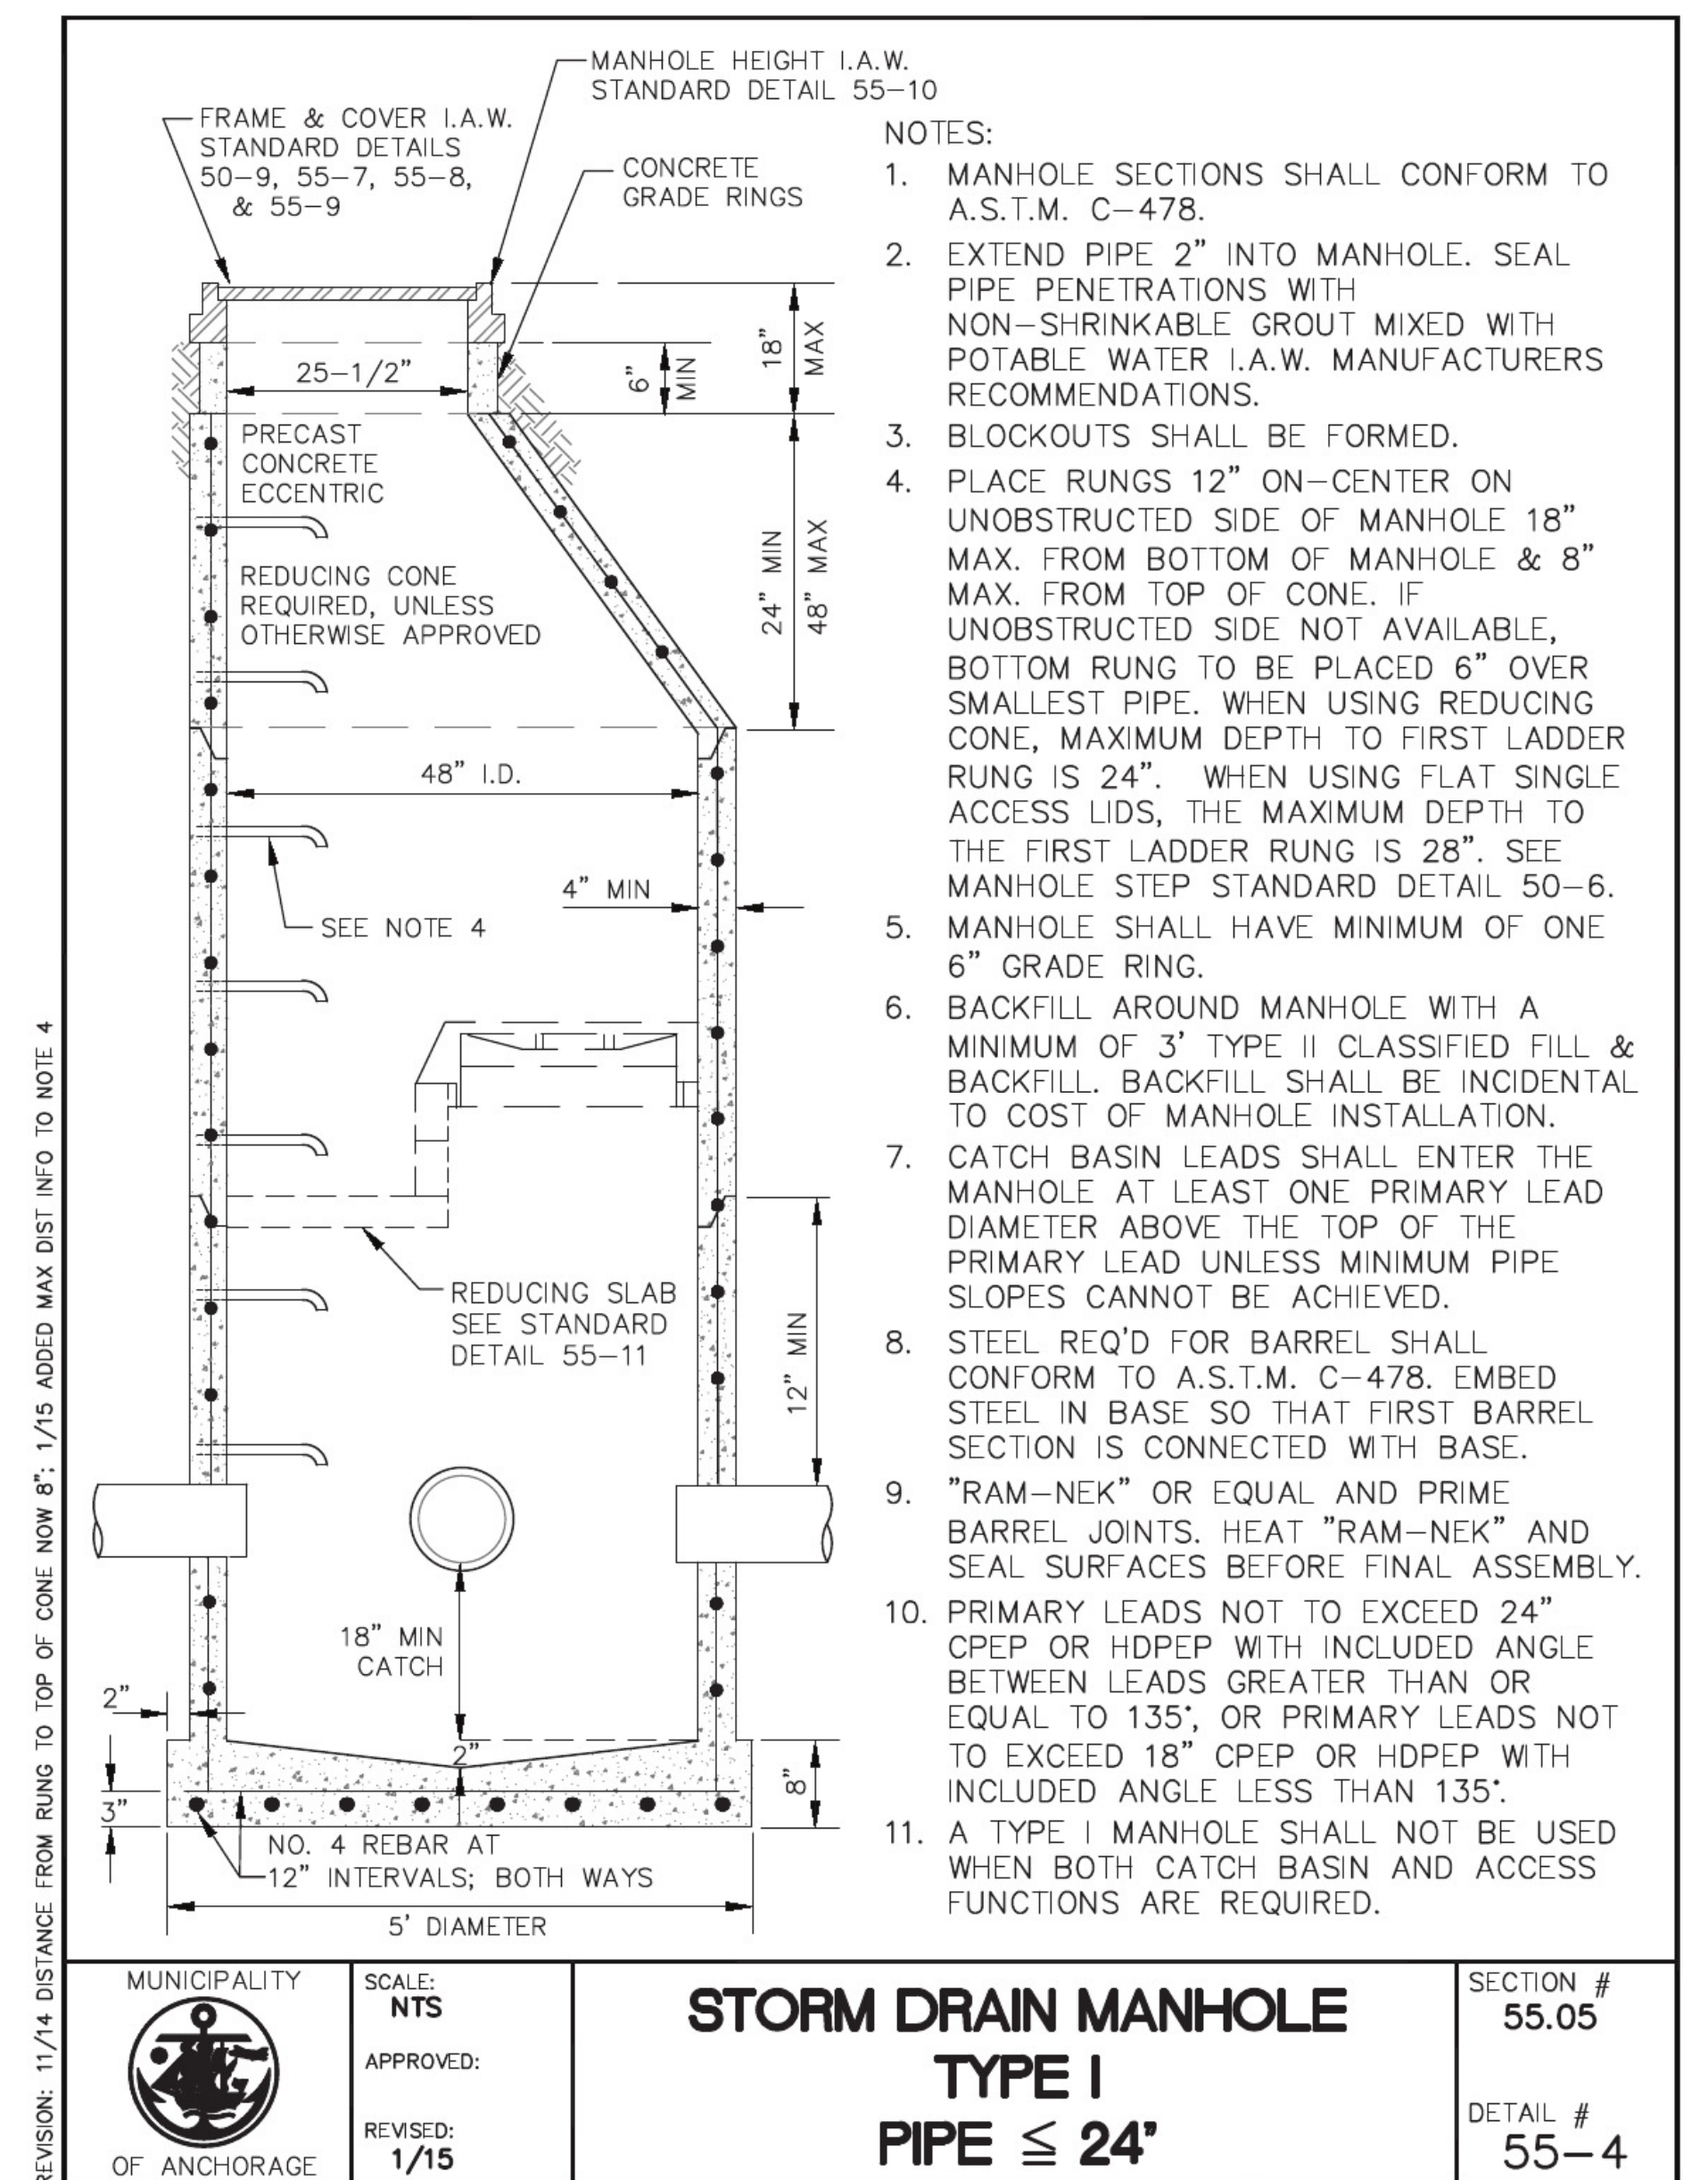 MANHOLE HEIGHT I.A.W.
STANDARD DETAIL 55-10
FRAME & COVER I.A.W.
STANDARD DETAILS
50-9, 55-7, 55-8,
& 55-9
CONCRETE
GRADE RINGS
25-1/2"
6"
MIN
18"
MAX
PRECAST
CONCRETE
ECCENTRIC
REDUCING CONE
REQUIRED, UNLESS
OTHERWISE APPROVED
24" MIN
48" MAX
48" I.D.
4" MIN
SEE NOTE 4
REDUCING SLAB
SEE STANDARD
DETAIL 55-11
12" MIN
18" MIN
CATCH
2"
2"
8"
3"
NO. 4 REBAR AT
12" INTERVALS; BOTH WAYS
5' DIAMETER
NOTES:
1. MANHOLE SECTIONS SHALL CONFORM TO
A.S.T.M. C-478.
2. EXTEND PIPE 2" INTO MANHOLE. SEAL
PIPE PENETRATIONS WITH
NON-SHRINKABLE GROUT MIXED WITH
POTABLE WATER I.A.W. MANUFACTURERS
RECOMMENDATIONS.
3. BLOCKOUTS SHALL BE FORMED.
4. PLACE RUNGS 12" ON-CENTER ON
UNOBSTRUCTED SIDE OF MANHOLE 18"
MAX. FROM BOTTOM OF MANHOLE & 8"
MAX. FROM TOP OF CONE. IF
UNOBSTRUCTED SIDE NOT AVAILABLE,
BOTTOM RUNG TO BE PLACED 6" OVER
SMALLEST PIPE. WHEN USING REDUCING
CONE, MAXIMUM DEPTH TO FIRST LADDER
RUNG IS 24". WHEN USING FLAT SINGLE
ACCESS LIDS, THE MAXIMUM DEPTH TO
THE FIRST LADDER RUNG IS 28". SEE
MANHOLE STEP STANDARD DETAIL 50-6.
5. MANHOLE SHALL HAVE MINIMUM OF ONE
6" GRADE RING.
6. BACKFILL AROUND MANHOLE WITH A
MINIMUM OF 3' TYPE II CLASSIFIED FILL &
BACKFILL. BACKFILL SHALL BE INCIDENTAL
TO COST OF MANHOLE INSTALLATION.
7. CATCH BASIN LEADS SHALL ENTER THE
MANHOLE AT LEAST ONE PRIMARY LEAD
DIAMETER ABOVE THE TOP OF THE
PRIMARY LEAD UNLESS MINIMUM PIPE
SLOPES CANNOT BE ACHIEVED.
8. STEEL REQ'D FOR BARREL SHALL
CONFORM TO A.S.T.M. C-478. EMBED
STEEL IN BASE SO THAT FIRST BARREL
SECTION IS CONNECTED WITH BASE.
9. "RAM-NEK" OR EQUAL AND PRIME
BARREL JOINTS. HEAT "RAM-NEK" AND
SEAL SURFACES BEFORE FINAL ASSEMBLY.
10. PRIMARY LEADS NOT TO EXCEED 24"
CPEP OR HDPEP WITH INCLUDED ANGLE
BETWEEN LEADS GREATER THAN OR
EQUAL TO 135°, OR PRIMARY LEADS NOT
TO EXCEED 18" CPEP OR HDPEP WITH
INCLUDED ANGLE LESS THAN 135°.
11. A TYPE I MANHOLE SHALL NOT BE USED
WHEN BOTH CATCH BASIN AND ACCESS
FUNCTIONS ARE REQUIRED.
REVISION: 11/14 DISTANCE FROM RUNG TO TOP OF CONE NOW 8"; 1/15 ADDED MAX DIST INFO TO NOTE 4
MUNICIPALITY
OF ANCHORAGE
SCALE:
NTS
APPROVED:
REVISED:
1/15
STORM DRAIN MANHOLE
TYPE I
PIPE ≤ 24"
SECTION #
55.05
DETAIL #
55-4